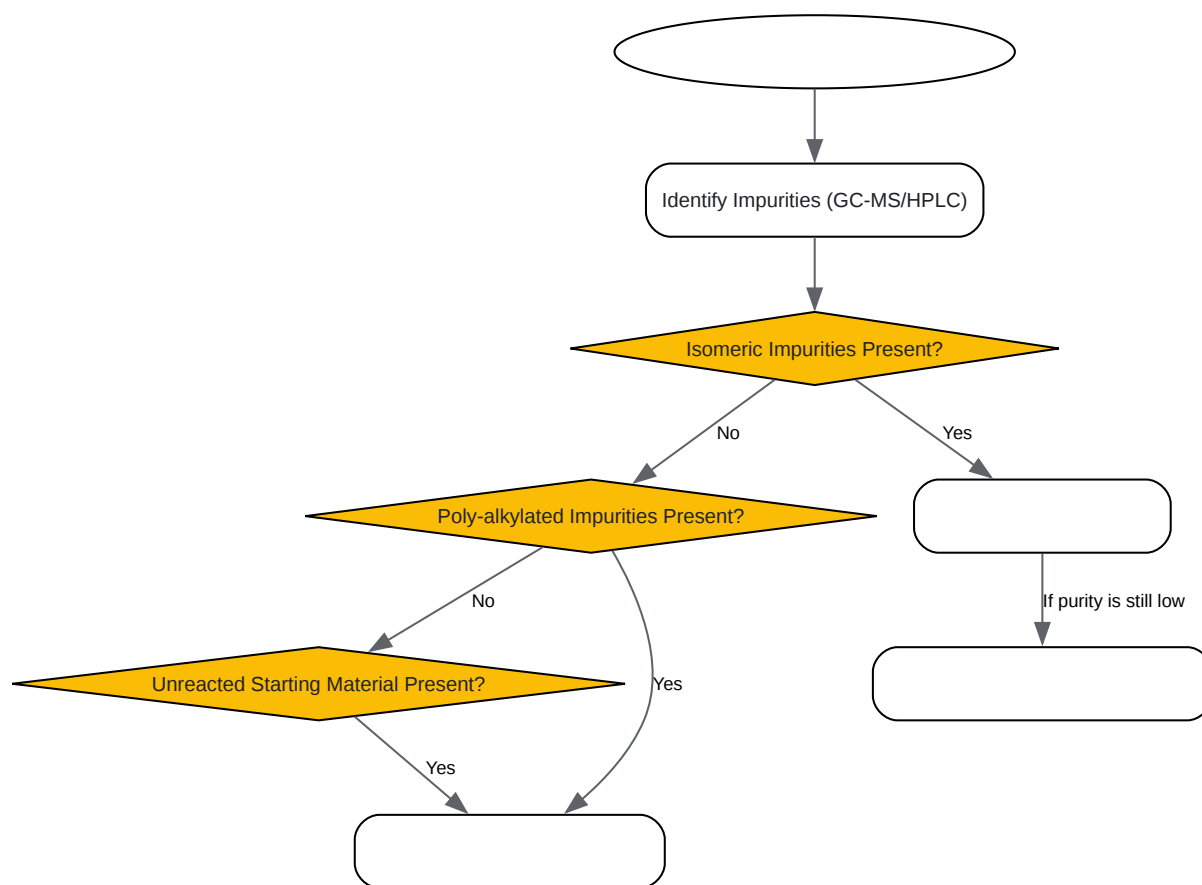 Identify Impurities (GC-MS/HPLC)
Isomeric Impurities Present?
No
Yes
Poly-alkylated Impurities Present?
No
If purity is still low
Unreacted Starting Material Present?
Yes
Yes